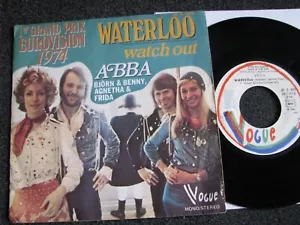 1er GRAND PRIX
EUROVISION
1974
WATERLOO
watch out
ABBA
BJÖRN & BENNY,
AGNETHA &
FRIDA
VOGUE
MONO/STEREO
VOGUE